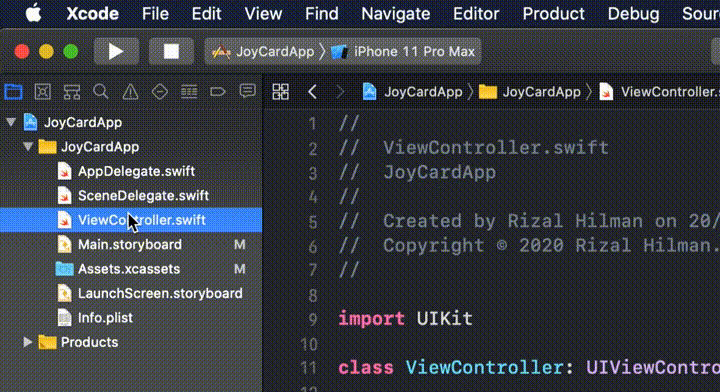 Xcode File Edit View Find Navigate Editor Product Debug Sour
JoyCardApp iPhone 11 Pro Max
JoyCardApp JoyCardApp ViewController.s
JoyCardApp
JoyCardApp
AppDelegate.swift
SceneDelegate.swift
ViewController.swift
Main.storyboard M
Assets.xcassets M
LaunchScreen.storyboard
Info.plist
Products
1 //
2 // ViewController.swift
3 // JoyCardApp
4 //
5 // Created by Rizal Hilman on 20/
6 // Copyright © 2020 Rizal Hilman.
7 //
8
9 import UIKit
10
11 class ViewController: UIViewContro
12